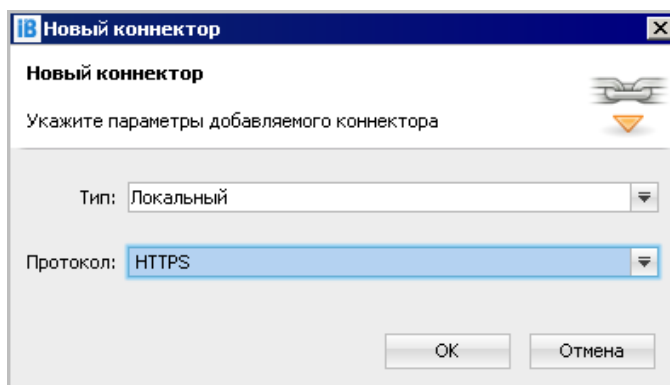 iB Новый коннектор
Новый коннектор
Укажите параметры добавляемого коннектора
Тип: Локальный
Протокол: HTTPS
OK Отмена